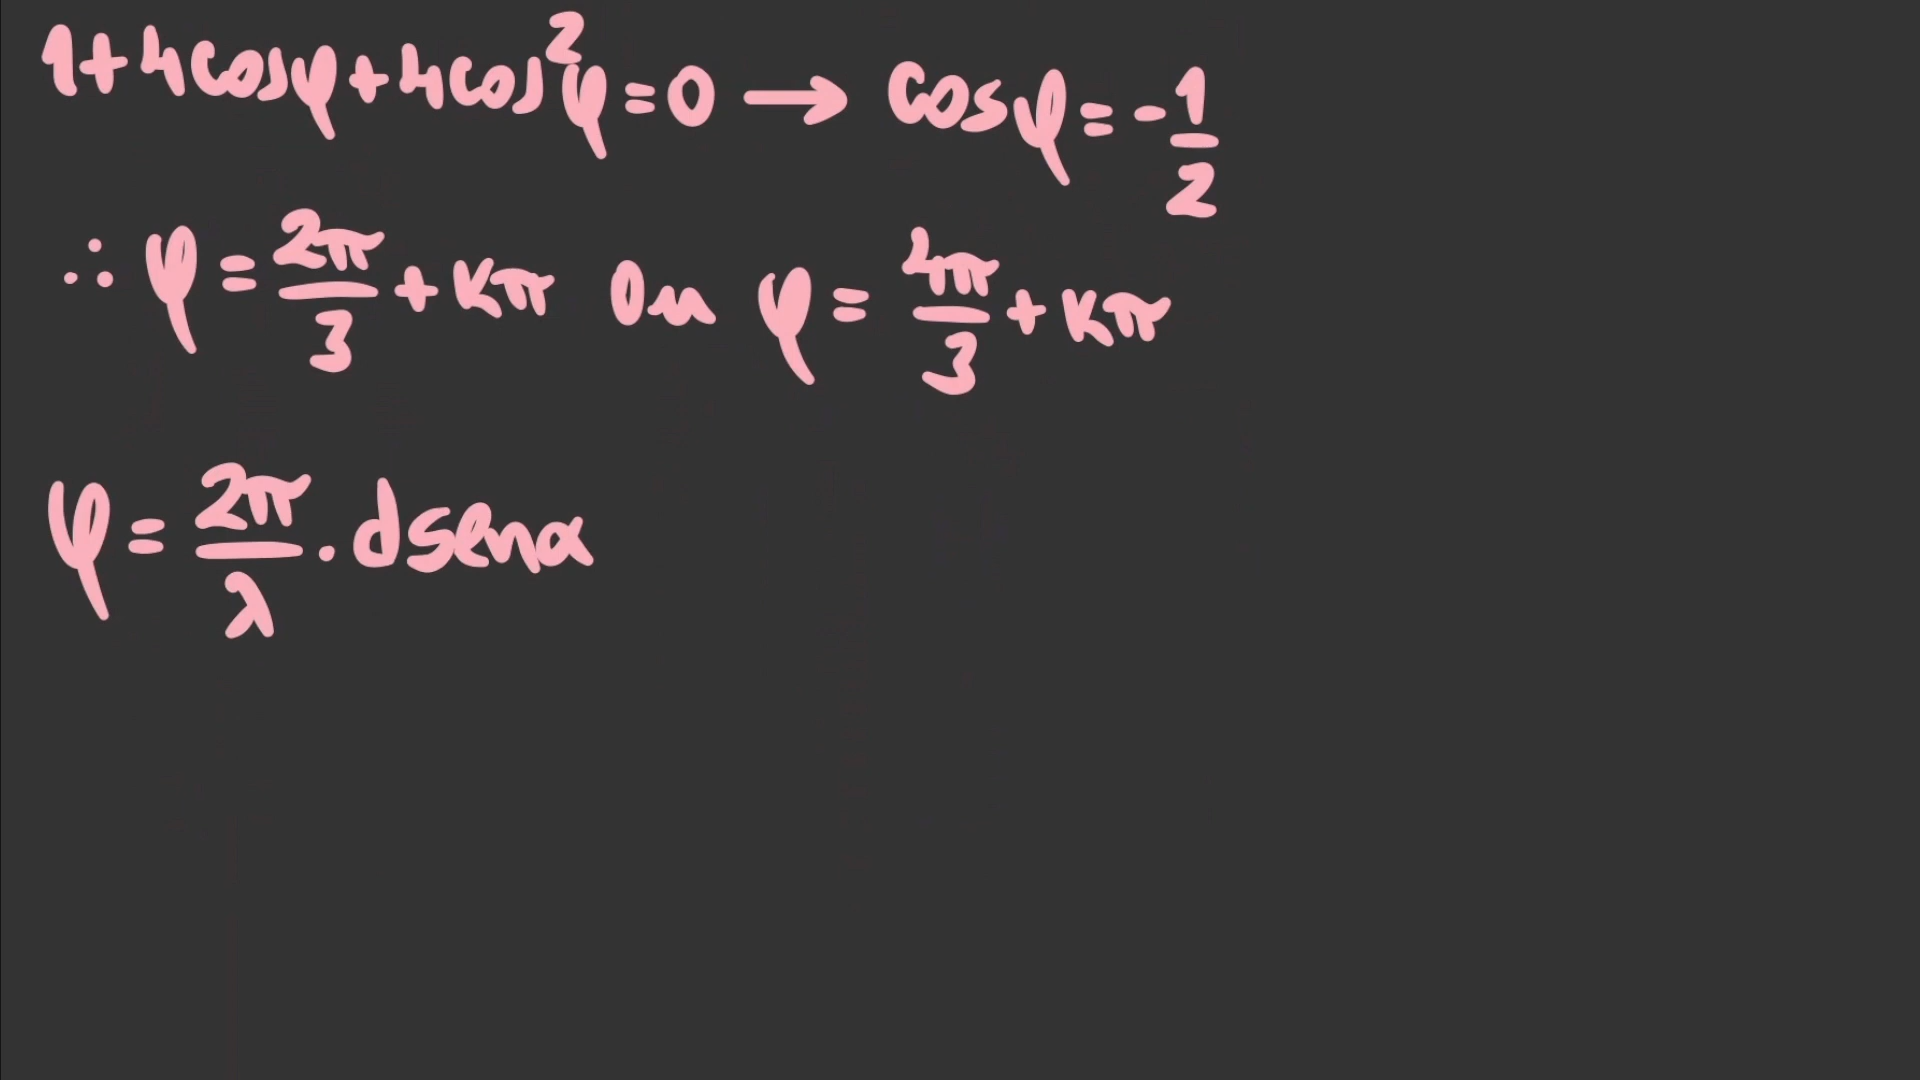 1+4cosφ+4cos²φ=0 → cosφ=-1/2
∴ φ=2π/3+kπ ou φ=4π/3+kπ
φ=2π/λ.dsenα